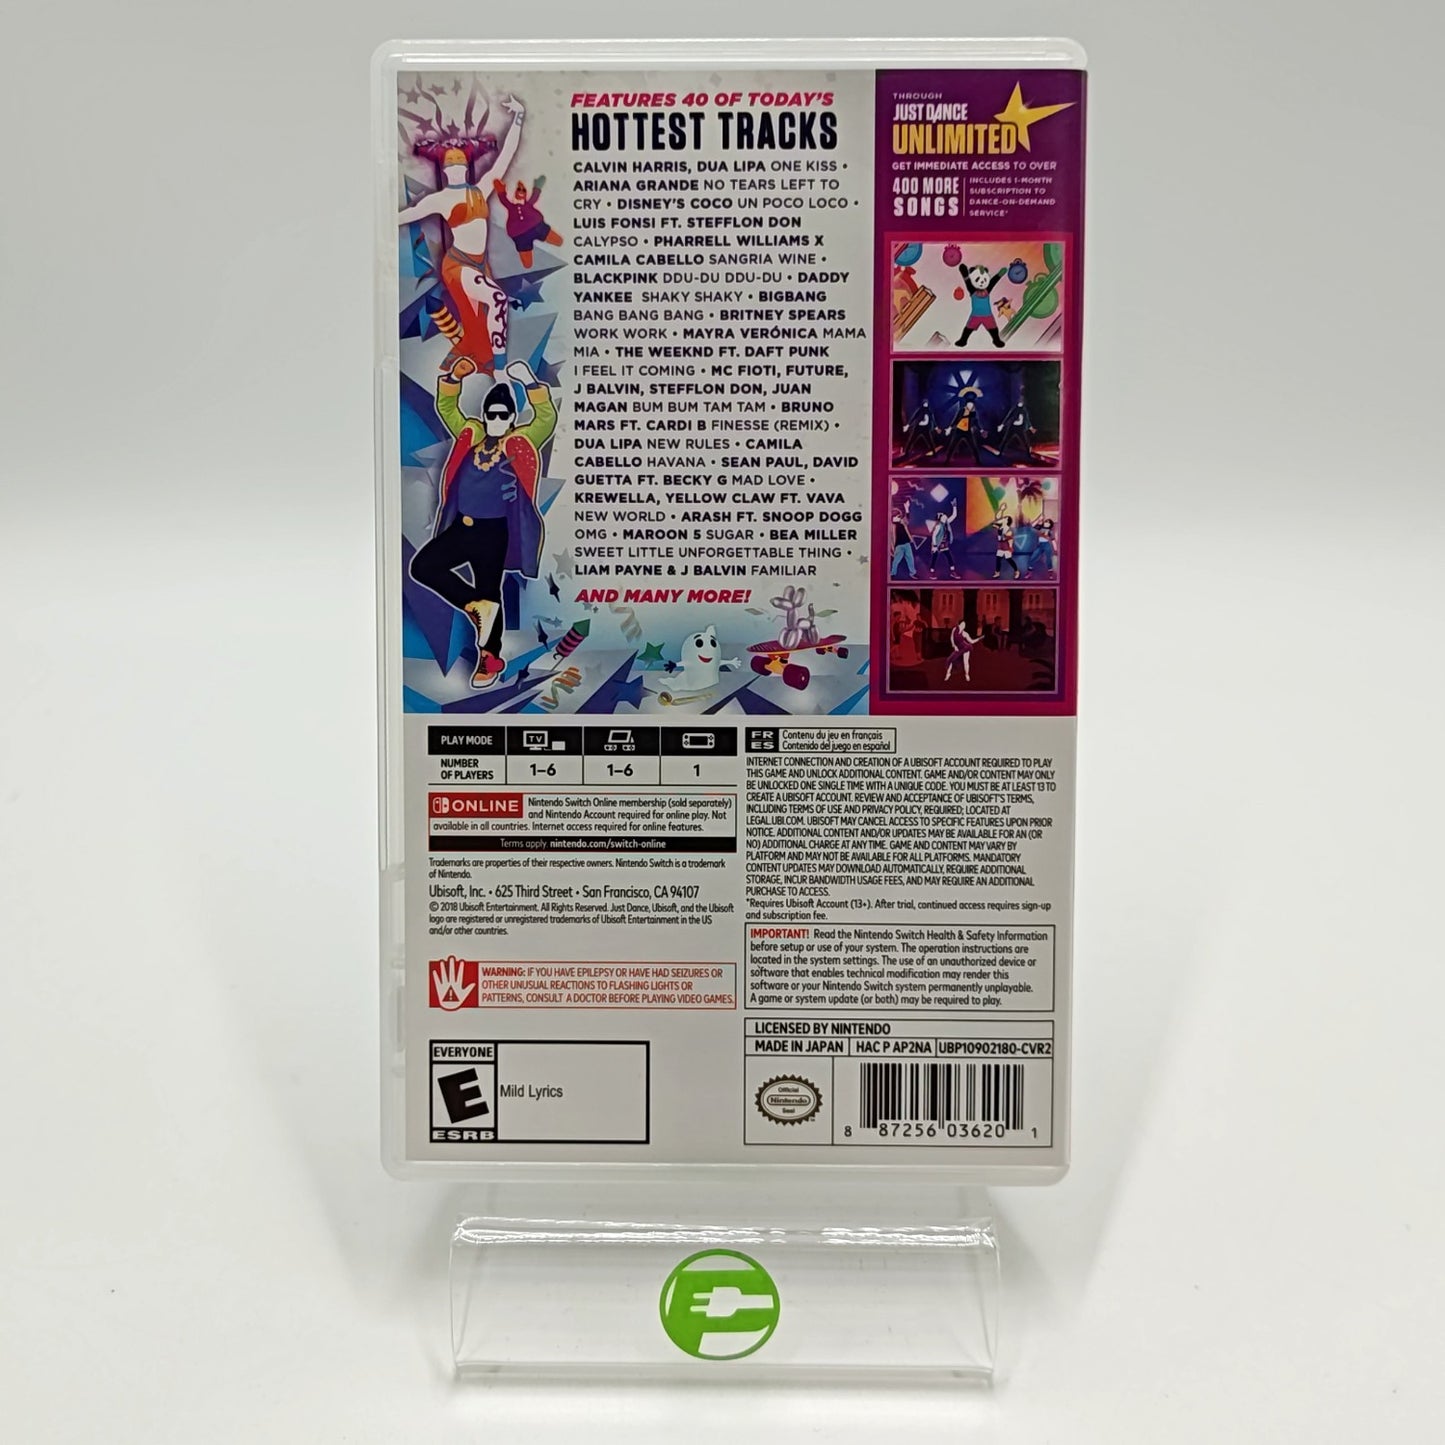 FEATURES 40 OF TODAY'S
HOTTEST TRACKS
CALVIN HARRIS, DUA LIPA ONE KISS •
ARIANA GRANDE NO TEARS LEFT TO
CRY • DISNEY'S COCO UN POCO LOCO •
LUIS FONSI FT. STEFFLON DON
CALYPSO • PHARRELL WILLIAMS X
CAMILA CABELLO SANGRIA WINE •
BLACKPINK DDU-DU DDU-DU • DADDY
YANKEE SHAKY SHAKY • BIGBANG
BANG BANG BANG • BRITNEY SPEARS
WORK WORK • MAYRA VERÓNICA MAMA
MIA • THE WEEKND FT. DAFT PUNK
I FEEL IT COMING • MC FIOTI, FUTURE,
J BALVIN, STEFFLON DON, JUAN
MAGAN BUM BUM TAM TAM • BRUNO
MARS FT. CARDI B FINESSE (REMIX) •
DUA LIPA NEW RULES • CAMILA
CABELLO HAVANA • SEAN PAUL, DAVID
GUETTA FT. BECKY G MAD LOVE •
KREWELLA, YELLOW CLAW FT. VAVA
NEW WORLD • ARASH FT. SNOOP DOGG
OMG • MAROON 5 SUGAR • BEA MILLER
SWEET LITTLE UNFORGETTABLE THING •
LIAM PAYNE & J BALVIN FAMILIAR
AND MANY MORE!
THROUGH
JUST DANCE
UNLIMITED
GET IMMEDIATE ACCESS TO OVER
400 MORE
SONGS
INCLUDES 1-MONTH
SUBSCRIPTION TO
DANCE-ON-DEMAND
SERVICE*
PLAY MODE TV
NUMBER
OF PLAYERS
1-6 1-6 1
ONLINE Nintendo Switch Online membership (sold separately)
and Nintendo Account required for online play. Not
available in all countries. Internet access required for online features.
Terms apply. nintendo.com/switch-online
Trademarks are properties of their respective owners. Nintendo Switch is a trademark
of Nintendo.
Ubisoft, Inc. • 625 Third Street • San Francisco, CA 94107
© 2018 Ubisoft Entertainment. All Rights Reserved. Just Dance, Ubisoft, and the Ubisoft
logo are registered or unregistered trademarks of Ubisoft Entertainment in the US
and/or other countries.
WARNING: IF YOU HAVE EPILEPSY OR HAVE HAD SEIZURES OR
OTHER UNUSUAL REACTIONS TO FLASHING LIGHTS OR
PATTERNS, CONSULT A DOCTOR BEFORE PLAYING VIDEO GAMES.
EVERYONE
E
ESRB
Mild Lyrics
FR Contenu du jeu en français
ES Contenido del juego en español
INTERNET CONNECTION AND CREATION OF A UBISOFT ACCOUNT REQUIRED TO PLAY
THIS GAME AND UNLOCK ADDITIONAL CONTENT. GAME AND/OR CONTENT MAY ONLY
BE UNLOCKED ONE SINGLE TIME WITH A UNIQUE CODE. YOU MUST BE AT LEAST 13 TO
CREATE A UBISOFT ACCOUNT. REVIEW AND ACCEPTANCE OF UBISOFT'S TERMS,
INCLUDING TERMS OF USE AND PRIVACY POLICY, REQUIRED; LOCATED AT
LEGAL.UBI.COM. UBISOFT MAY CANCEL ACCESS TO SPECIFIC FEATURES UPON PRIOR
NOTICE. ADDITIONAL CONTENT AND/OR UPDATES MAY BE AVAILABLE FOR AN (OR
NO) ADDITIONAL CHARGE AT ANY TIME. GAME AND CONTENT MAY VARY BY
PLATFORM AND MAY NOT BE AVAILABLE FOR ALL PLATFORMS. MANDATORY
CONTENT UPDATES MAY DOWNLOAD AUTOMATICALLY, REQUIRE ADDITIONAL
STORAGE, INCUR BANDWIDTH USAGE FEES, AND MAY REQUIRE AN ADDITIONAL
PURCHASE TO ACCESS.
*Requires Ubisoft Account (13+). After trial, continued access requires sign-up
and subscription fee.
IMPORTANT! Read the Nintendo Switch Health & Safety Information
before setup or use of your system. The operation instructions are
located in the system settings. The use of an unauthorized device or
software that enables technical modification may render this
software or your Nintendo Switch system permanently unplayable.
A game or system update (or both) may be required to play.
LICENSED BY NINTENDO
MADE IN JAPAN HAC P AP2NA UBP10902180-CVR2
Official
Nintendo
Seal
8 87256 03620 1